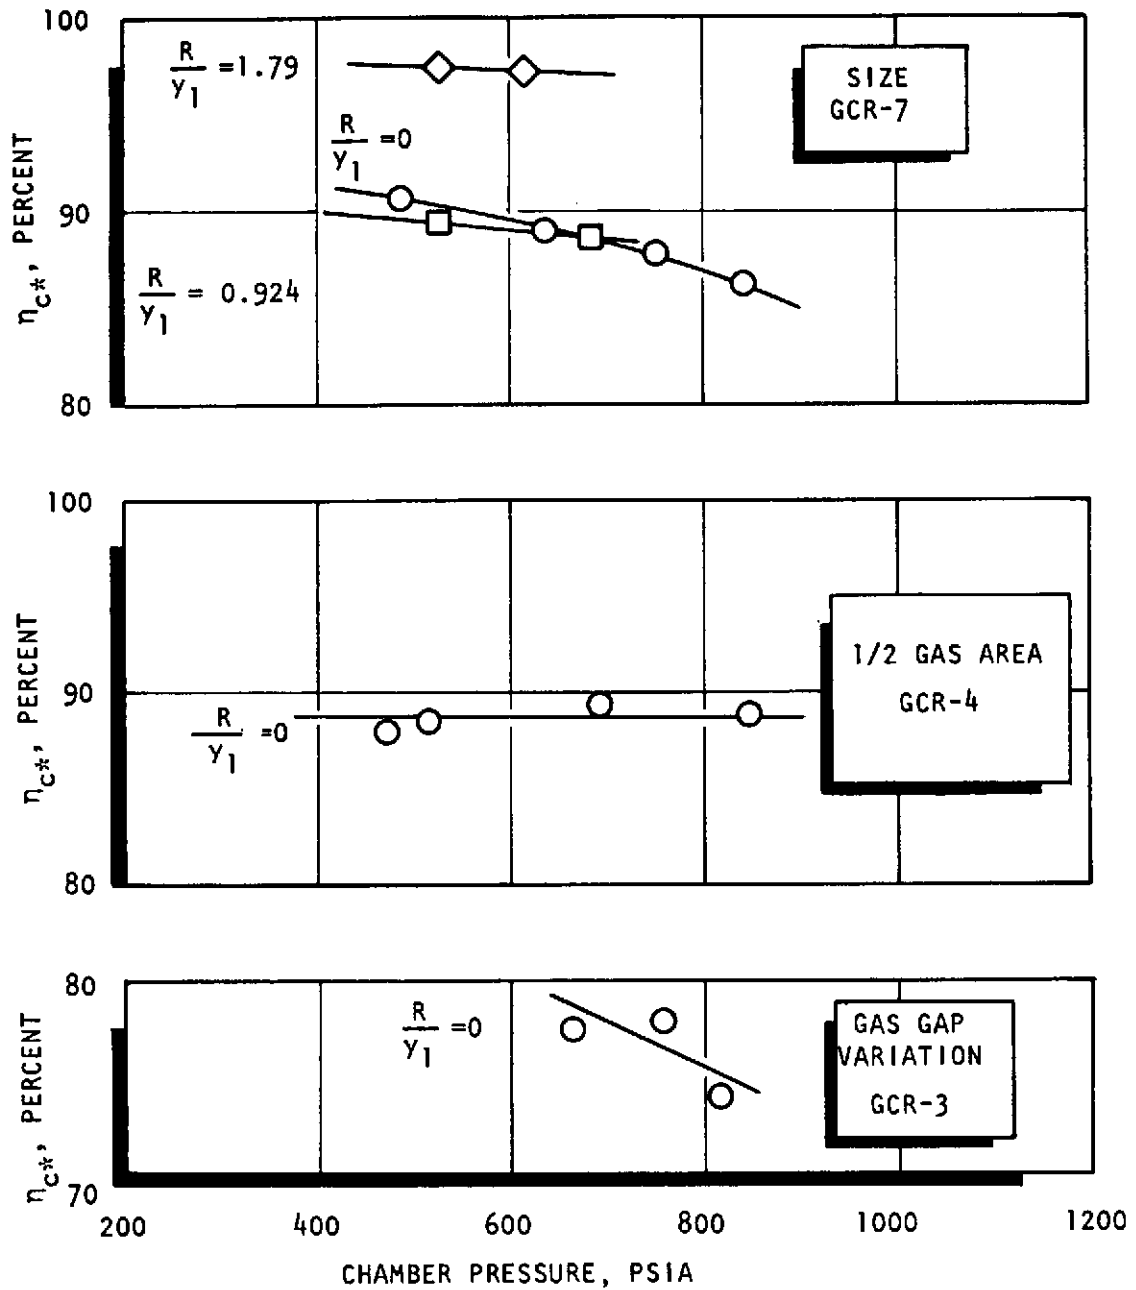 100
R
— =1.79
y1
SIZE
GCR-7
R
— =0
y1
90
R
— = 0.924
y1
80
ηc*, PERCENT
100
1/2 GAS AREA
GCR-4
90
R
— =0
y1
80
ηc*, PERCENT
80
R
— =0
y1
GAS GAP
VARIATION
GCR-3
70
ηc*, PERCENT
200 400 600 800 1000 1200
CHAMBER PRESSURE, PSIA